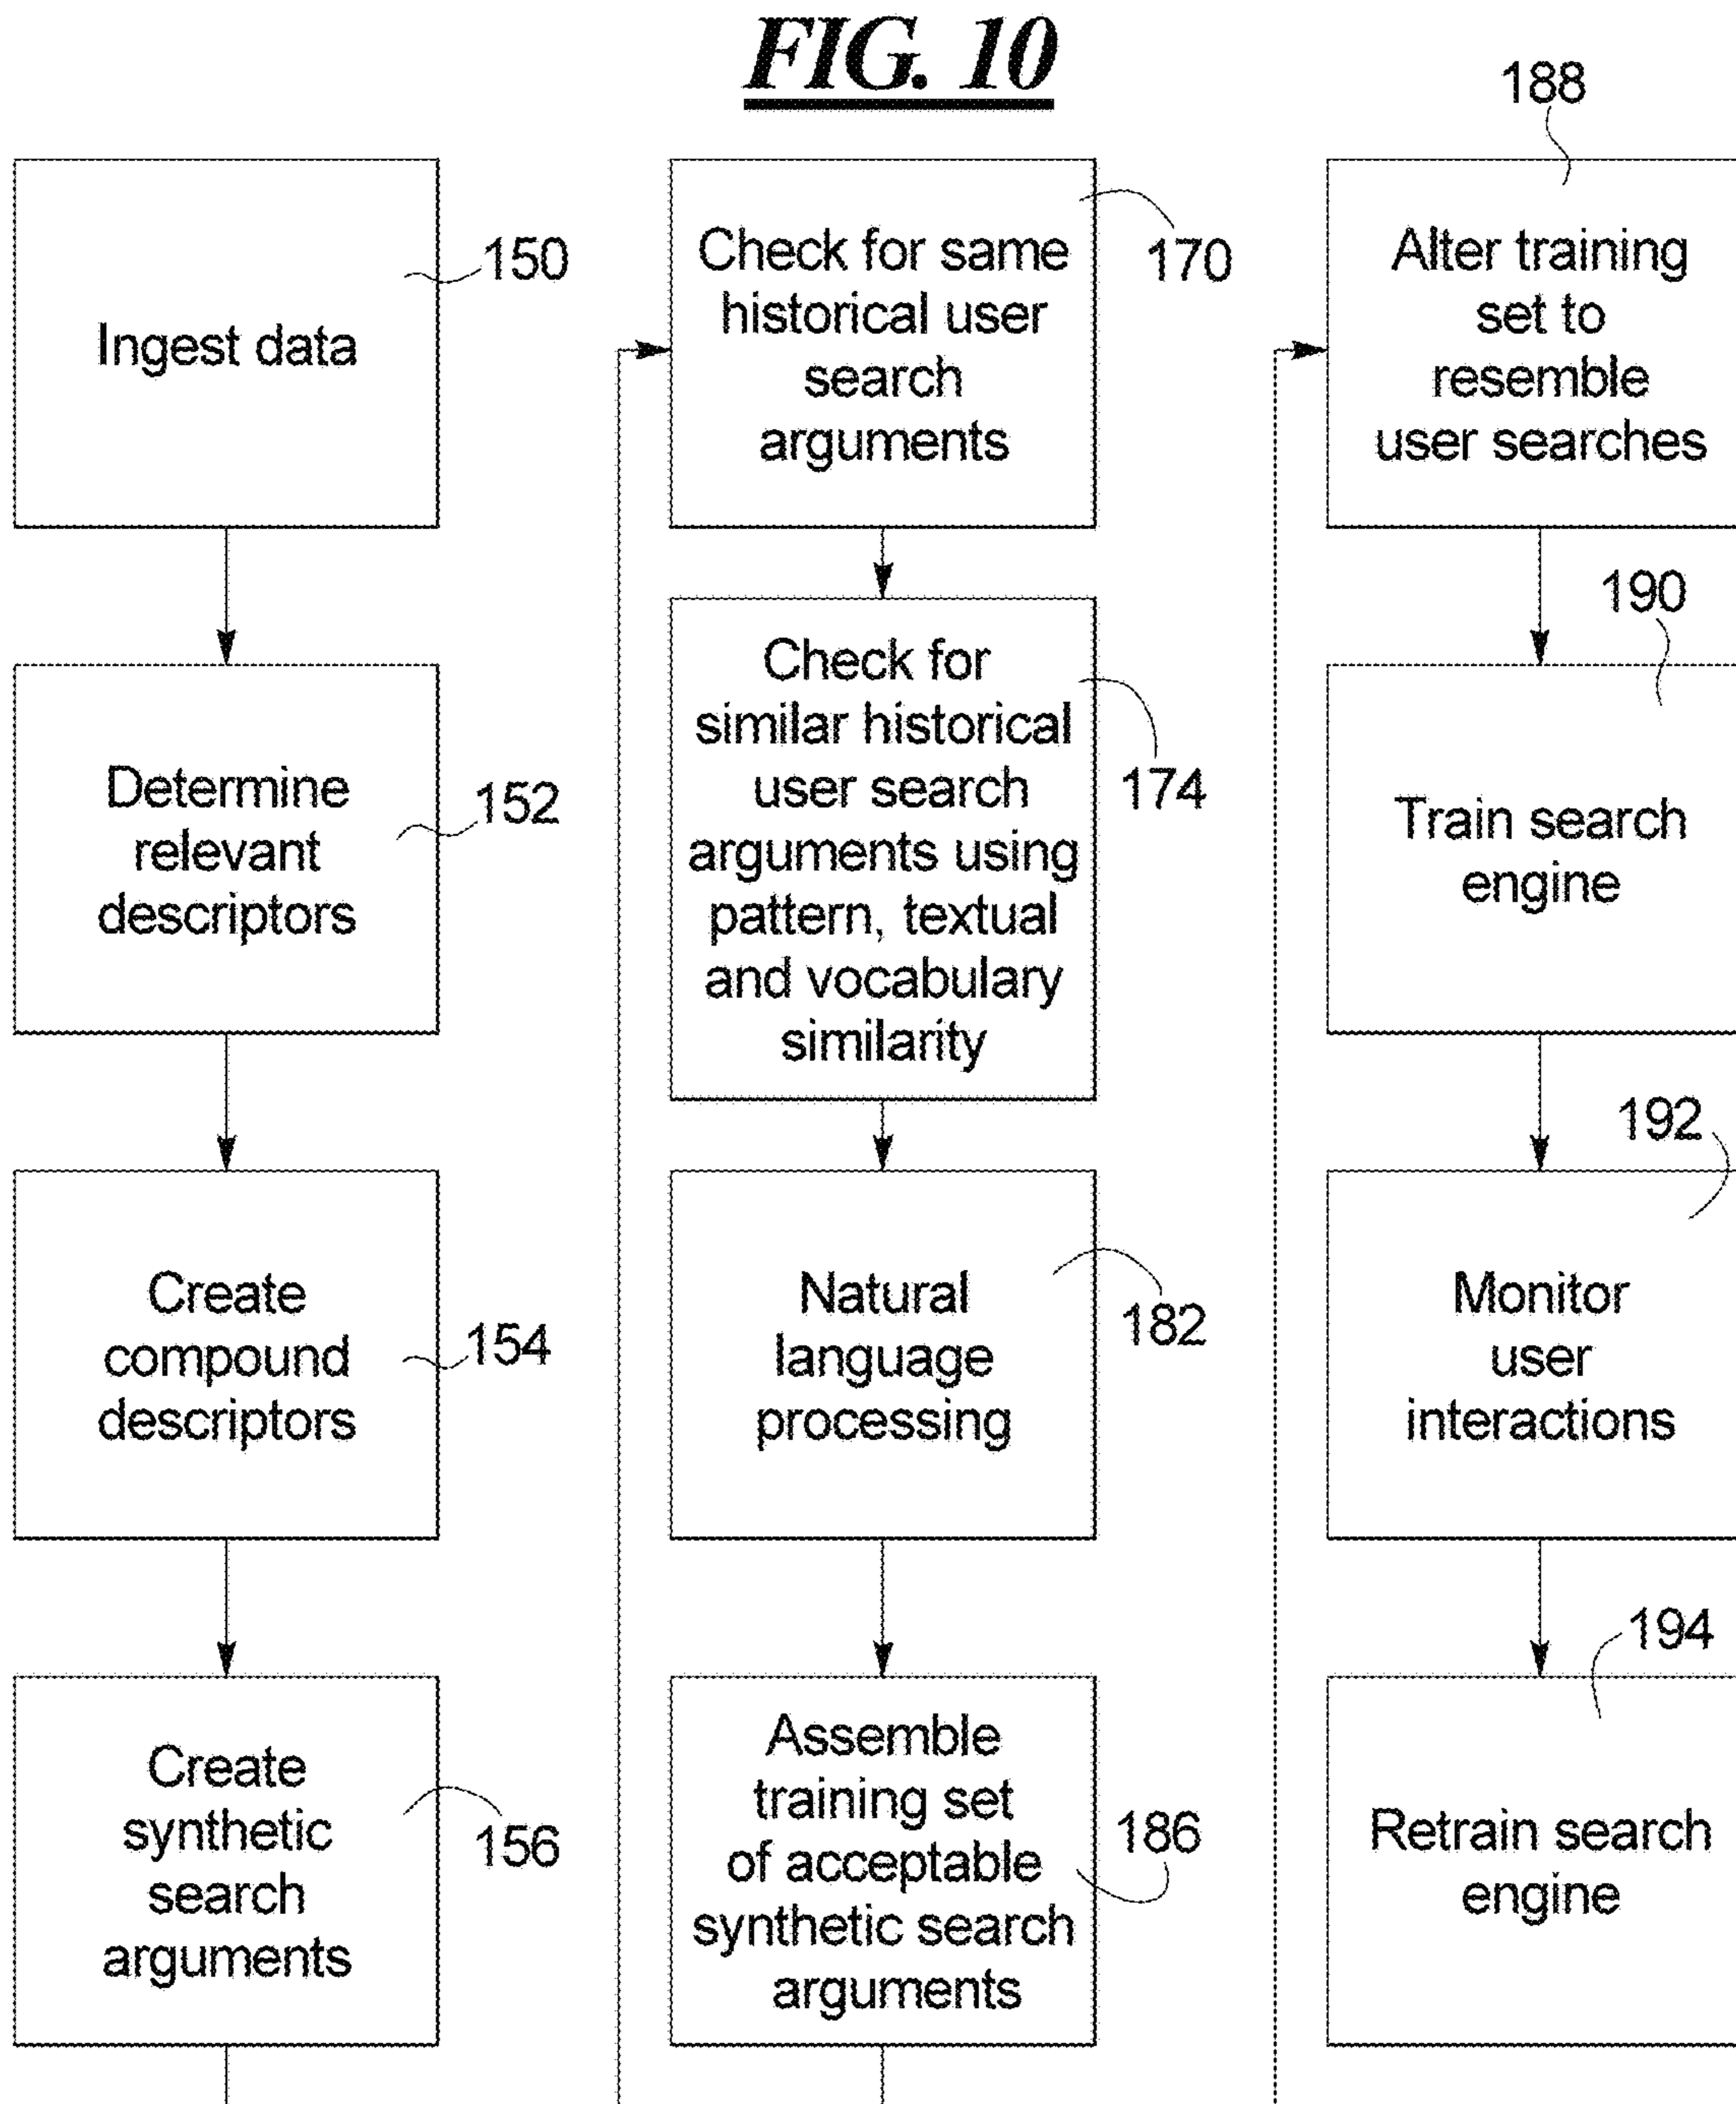 FIG. 10
Ingest data
150
Determine
relevant
descriptors
152
Create
compound
descriptors
154
Create
synthetic
search
arguments
156
Check for same
historical user
search
arguments
170
Check for
similar historical
user search
arguments using
pattern, textual
and vocabulary
similarity
174
Natural
language
processing
182
Assemble
training set
of acceptable
synthetic search
arguments
186
188
Alter training
set to
resemble
user searches
190
Train search
engine
192
Monitor
user
interactions
194
Retrain search
engine